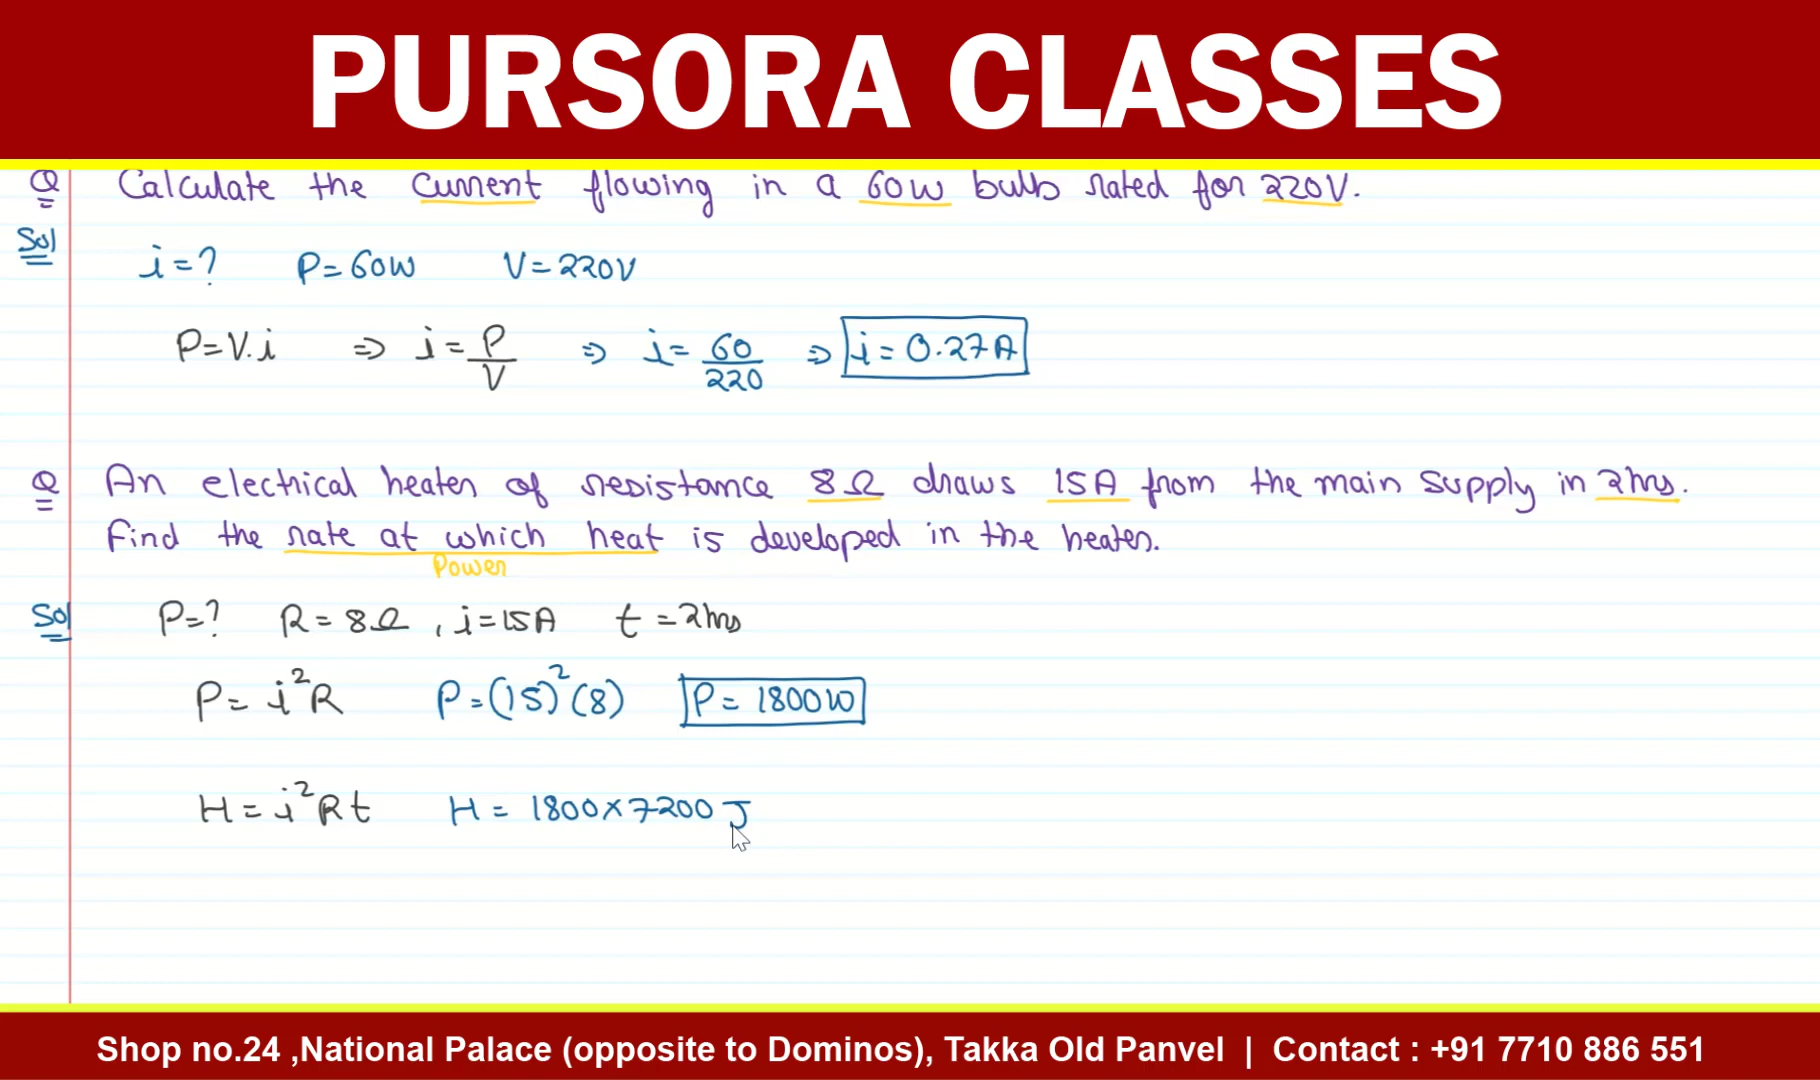 PURSORA CLASSES
Q Calculate the current flowing in a 60W bulb rated for 220V.
Sol
i = ? P = 60W V = 220V
P = V.i ⇒ i = P/V ⇒ i = 60/220 ⇒ i = 0.27A
Q An electrical heater of resistance 8Ω draws 15A from the main supply in 2hrs.
Find the rate at which heat is developed in the heater.
Power
Sol P = ? R = 8Ω , i = 15A t = 2hrs
P = i²R P = (15)²(8) P = 1800W
H = i²Rt H = 1800×7200 J
Shop no.24 ,National Palace (opposite to Dominos), Takka Old Panvel | Contact : +91 7710 886 551